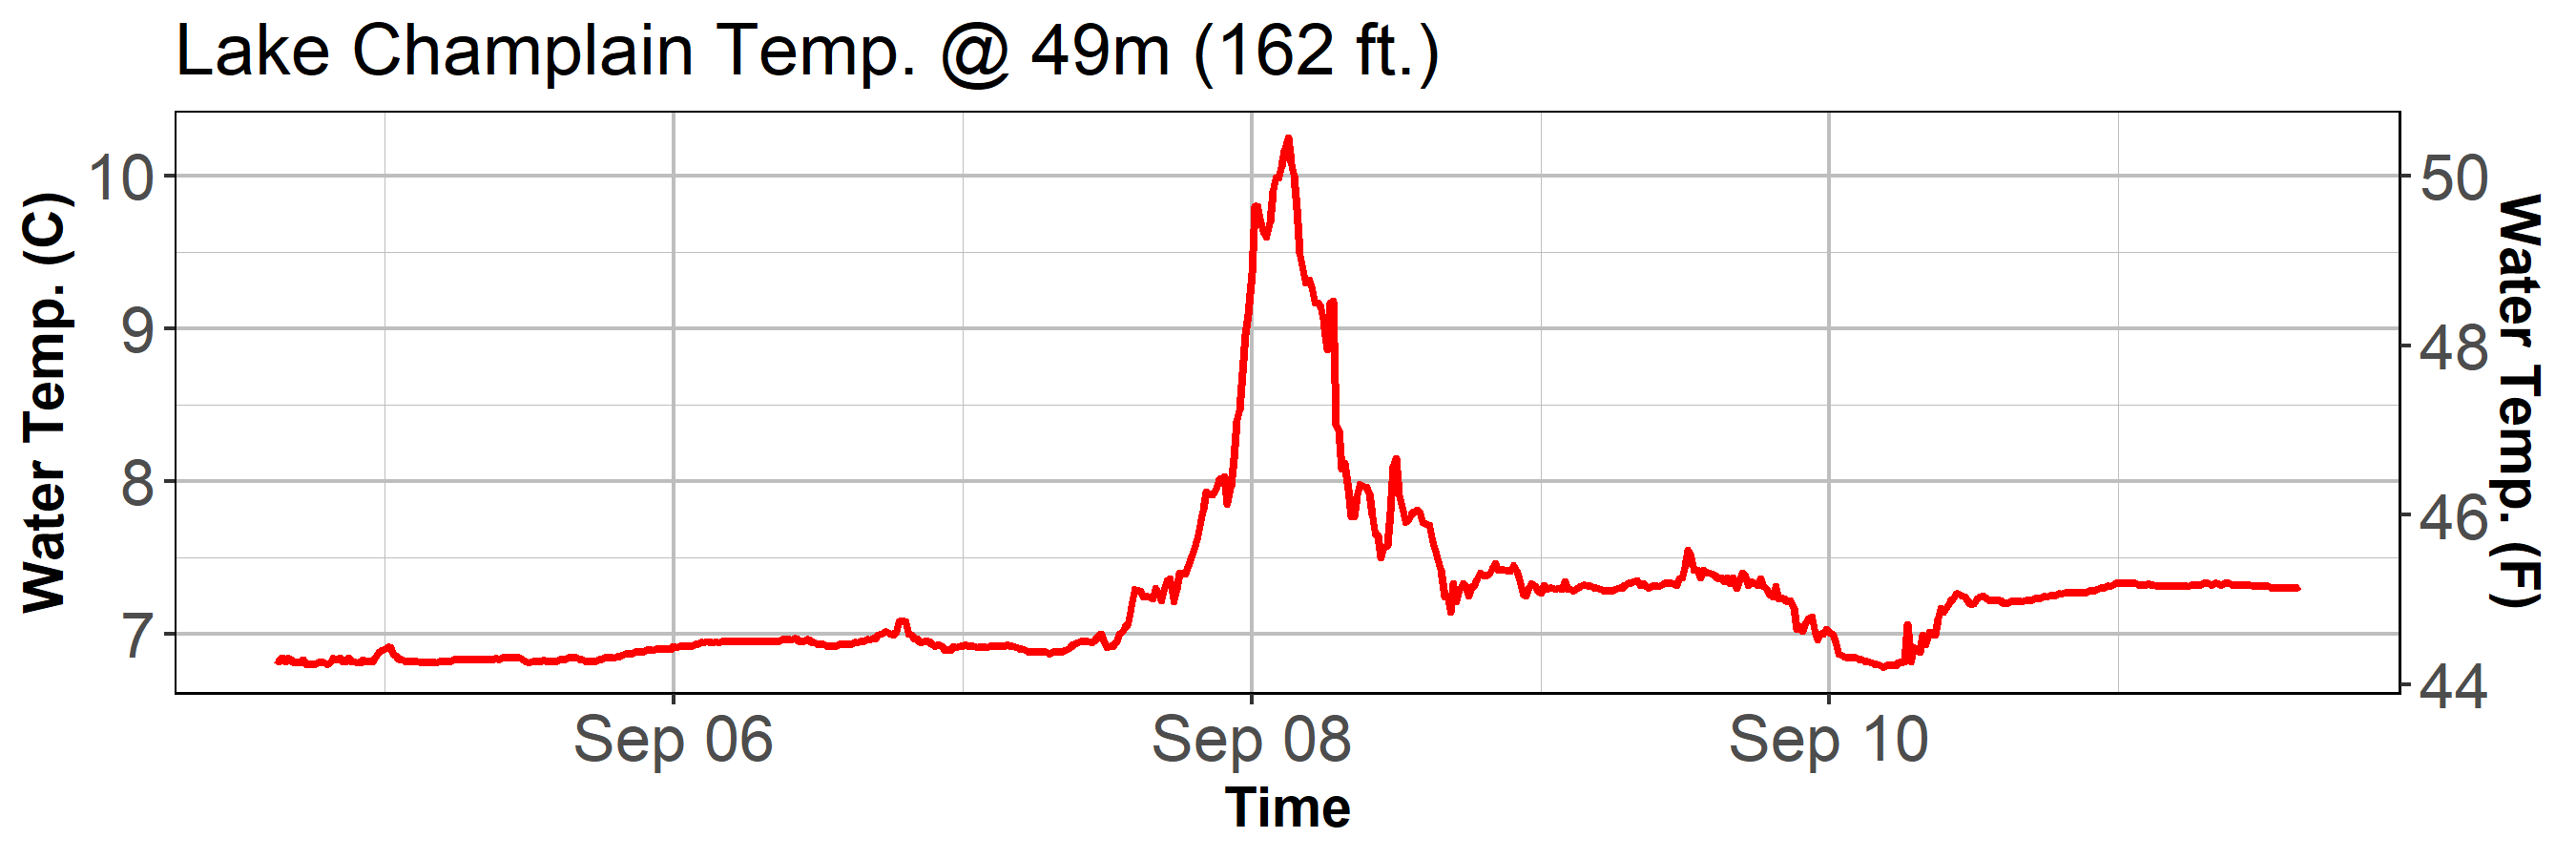 Lake Champlain Temp. @ 49m (162 ft.)
Water Temp. (C)
10
9
8
7
50
48
46
44
Water Temp. (F)
Sep 06
Sep 08
Sep 10
Time